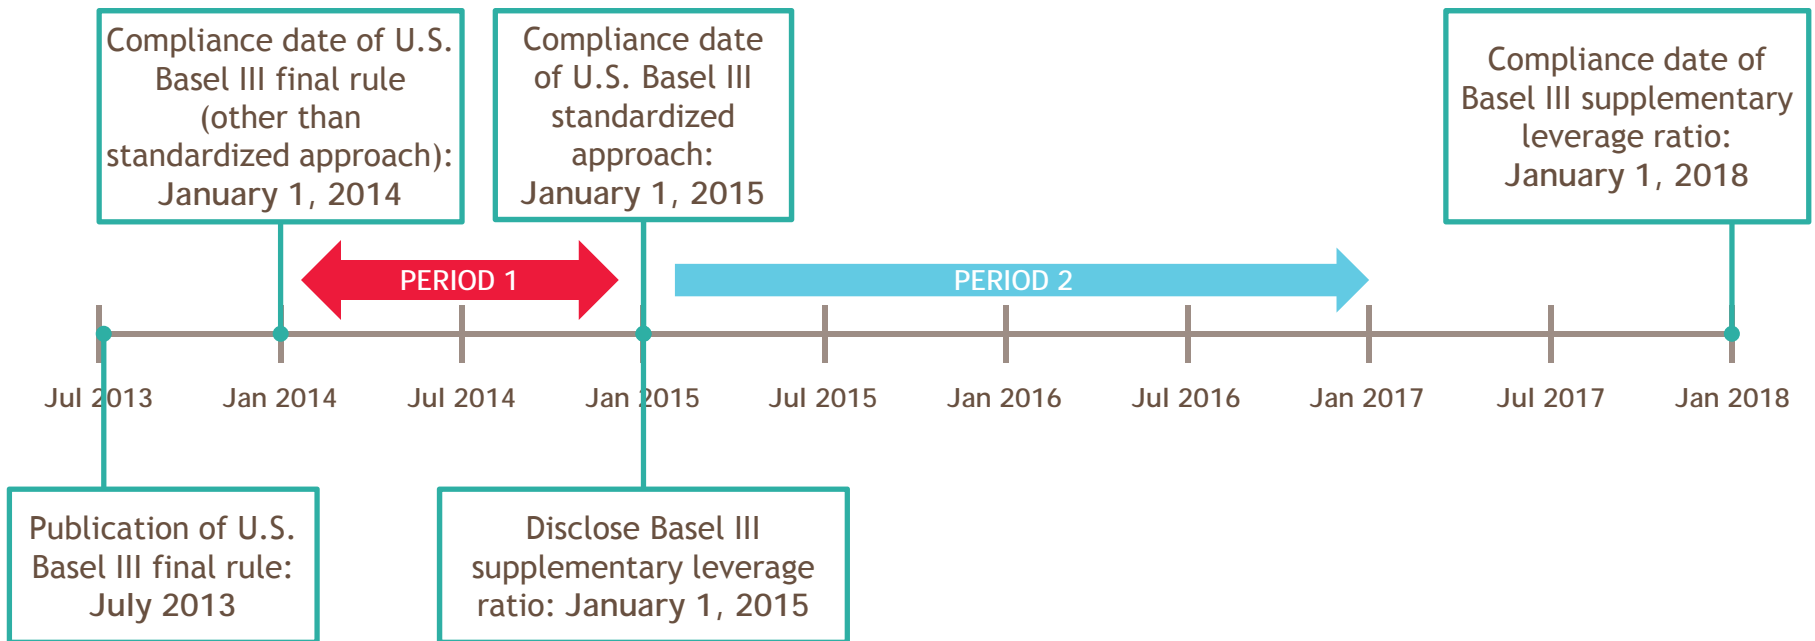 Compliance date of U.S.
Basel III final rule
(other than
standardized approach):
January 1, 2014
Compliance date
of U.S. Basel III
standardized
approach:
January 1, 2015
Compliance date of
Basel III supplementary
leverage ratio:
January 1, 2018
PERIOD 1
PERIOD 2
Jul 2013
Jan 2014
Jul 2014
Jan 2015
Jul 2015
Jan 2016
Jul 2016
Jan 2017
Jul 2017
Jan 2018
Publication of U.S.
Basel III final rule:
July 2013
Disclose Basel III
supplementary leverage
ratio: January 1, 2015